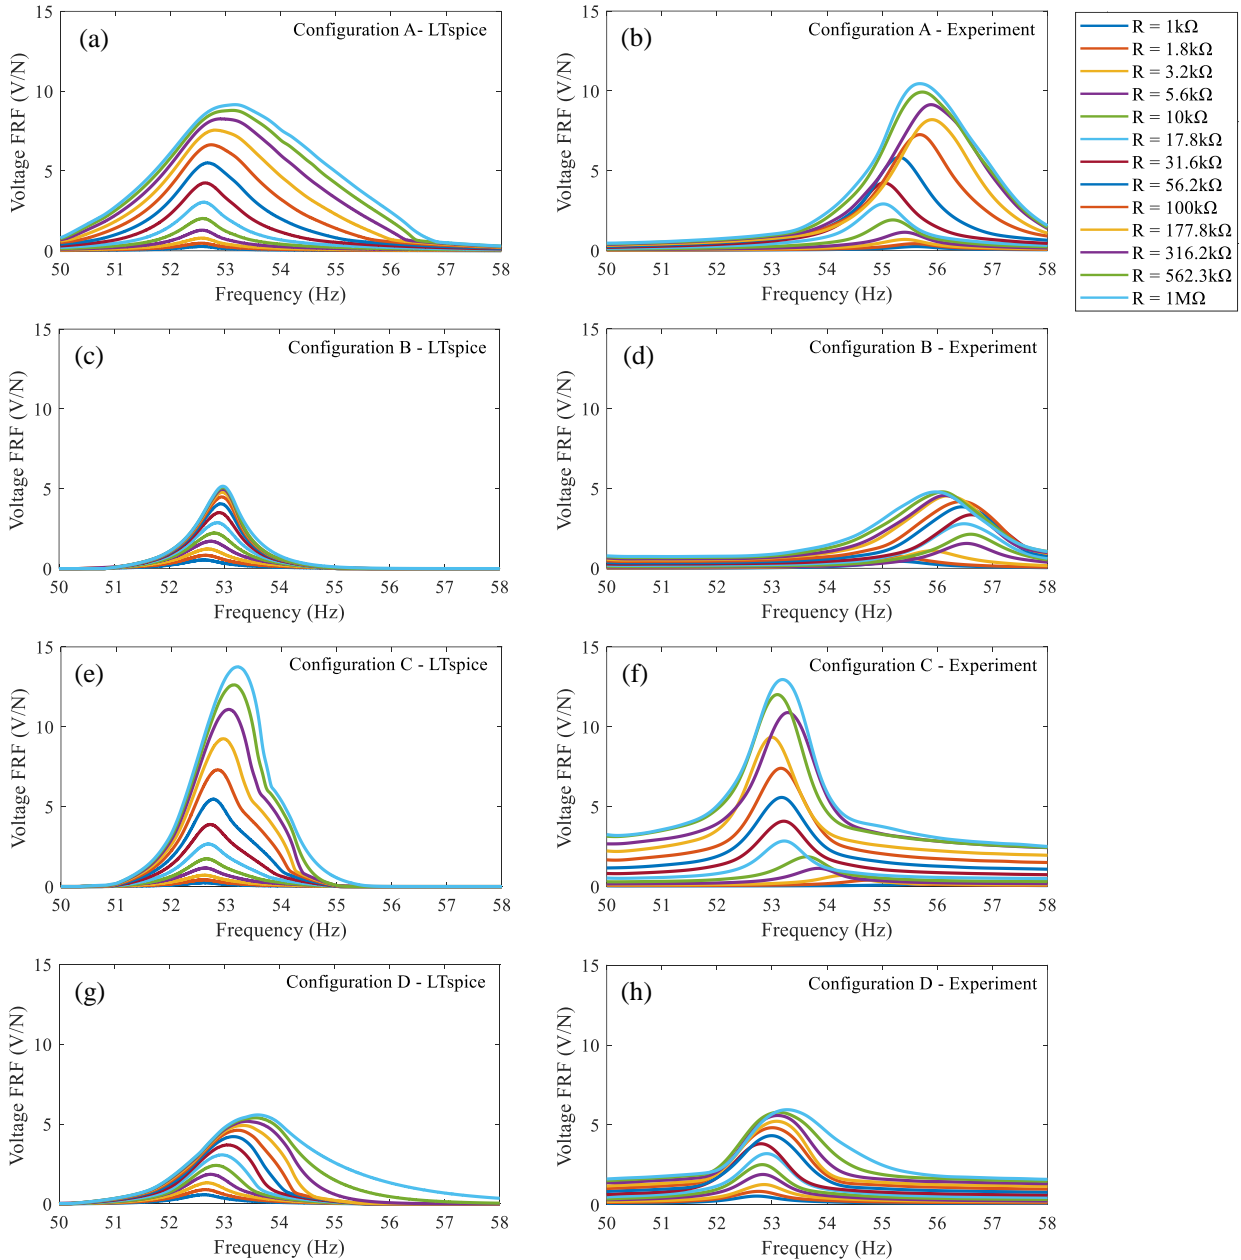 (a)
Configuration A- LTspice
Voltage FRF (V/N)
15
10
5
0
50 51 52 53 54 55 56 57 58
Frequency (Hz)
(b)
Configuration A - Experiment
Voltage FRF (V/N)
15
10
5
0
50 51 52 53 54 55 56 57 58
Frequency (Hz)
R = 1kΩ
R = 1.8kΩ
R = 3.2kΩ
R = 5.6kΩ
R = 10kΩ
R = 17.8kΩ
R = 31.6kΩ
R = 56.2kΩ
R = 100kΩ
R = 177.8kΩ
R = 316.2kΩ
R = 562.3kΩ
R = 1MΩ
(c)
Configuration B - LTspice
Voltage FRF (V/N)
15
10
5
0
50 51 52 53 54 55 56 57 58
Frequency (Hz)
(d)
Configuration B - Experiment
Voltage FRF (V/N)
15
10
5
0
50 51 52 53 54 55 56 57 58
Frequency (Hz)
(e)
Configuration C - LTspice
Voltage FRF (V/N)
15
10
5
0
50 51 52 53 54 55 56 57 58
Frequency (Hz)
(f)
Configuration C - Experiment
Voltage FRF (V/N)
15
10
5
0
50 51 52 53 54 55 56 57 58
Frequency (Hz)
(g)
Configuration D - LTspice
Voltage FRF (V/N)
15
10
5
0
50 51 52 53 54 55 56 57 58
Frequency (Hz)
(h)
Configuration D - Experiment
Voltage FRF (V/N)
15
10
5
0
50 51 52 53 54 55 56 57 58
Frequency (Hz)